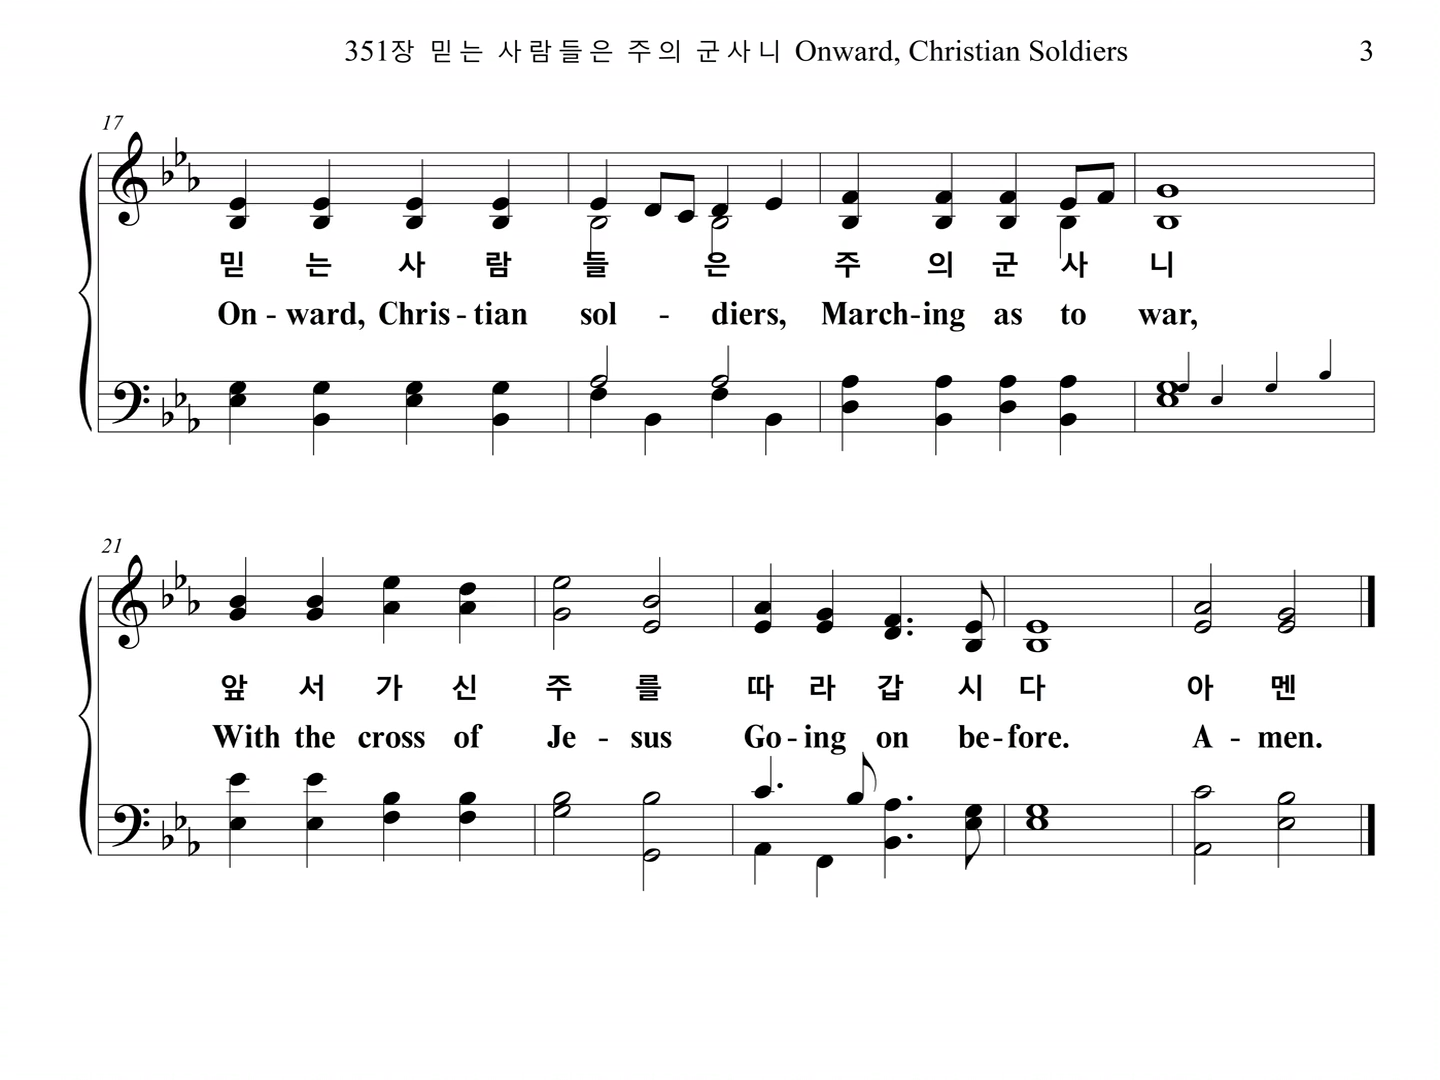 351장 믿는 사람들은 주의 군사니 Onward, Christian Soldiers 3
17
믿 는 사 람 들 은 주 의 군 사 니
On - ward, Chris - tian sol - diers, March - ing as to war,
21
앞 서 가 신 주 를 따 라 갑 시 다 아 멘
With the cross of Je - sus Go - ing on be - fore. A - men.